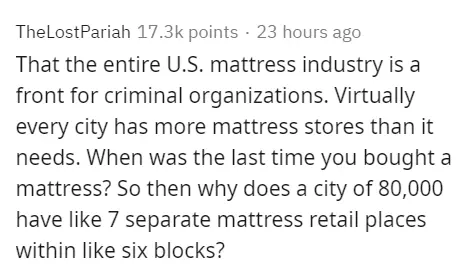 TheLostPariah 17.3k points · 23 hours ago
That the entire U.S. mattress industry is a
front for criminal organizations. Virtually
every city has more mattress stores than it
needs. When was the last time you bought a
mattress? So then why does a city of 80,000
have like 7 separate mattress retail places
within like six blocks?